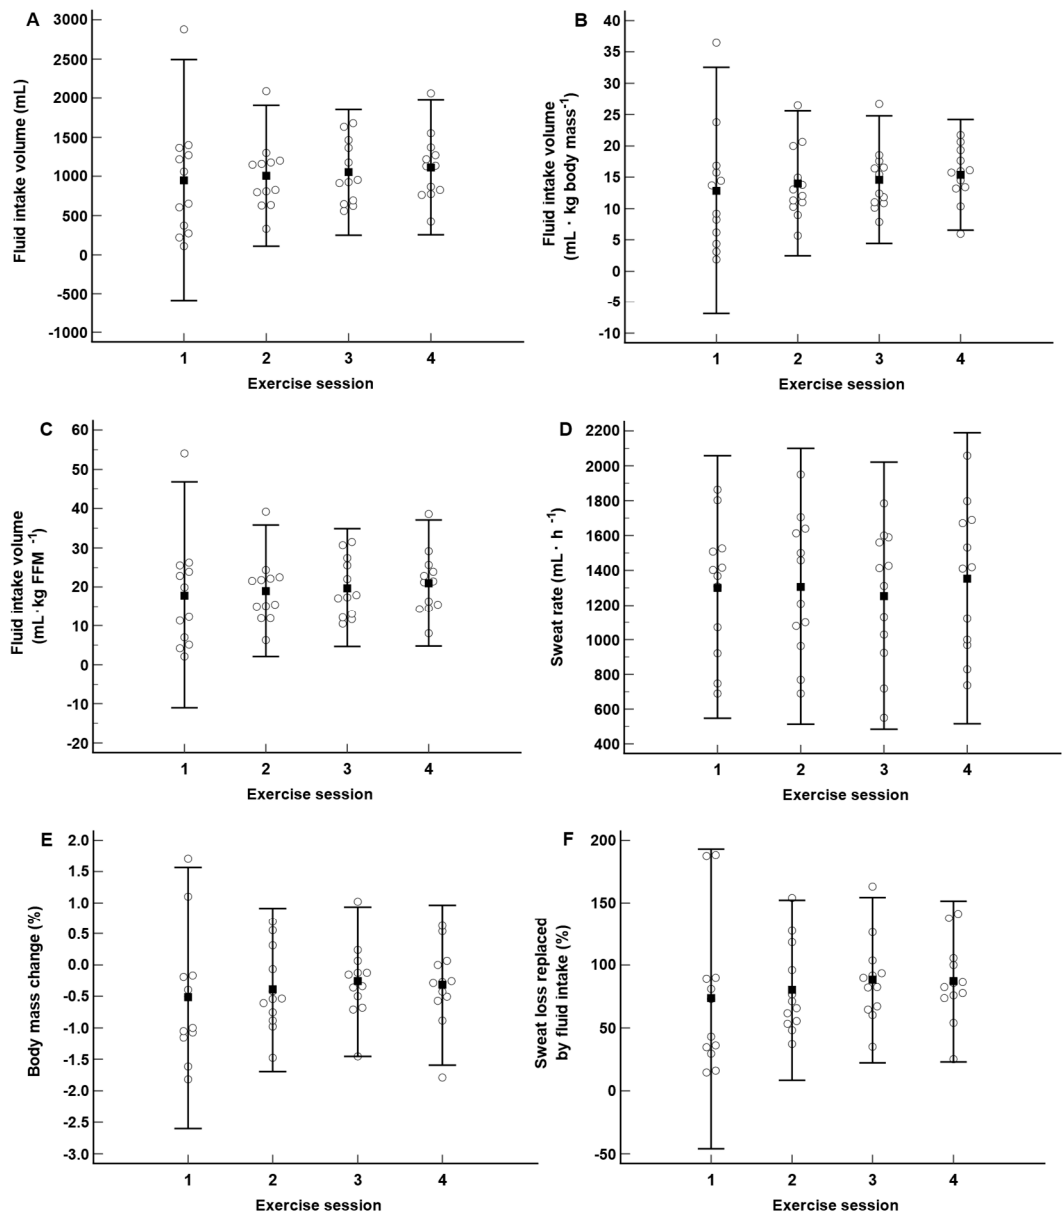 A
3000
2500
2000
1500
1000
500
0
-500
-1000
Fluid intake volume (mL)
1 2 3 4
Exercise session
B
40
35
30
25
20
15
10
5
0
-5
-10
Fluid intake volume
(mL · kg body mass-1)
1 2 3 4
Exercise session
C
60
50
40
30
20
10
0
-10
-20
Fluid intake volume
(mL·kg FFM -1)
1 2 3 4
Exercise session
D
2200
2000
1800
1600
1400
1200
1000
800
600
400
Sweat rate (mL· h -1)
1 2 3 4
Exercise session
E
2.0
1.5
1.0
0.5
0.0
-0.5
-1.0
-1.5
-2.0
-2.5
-3.0
Body mass change (%)
1 2 3 4
Exercise session
F
200
150
100
50
0
-50
Sweat loss replaced
by fluid intake (%)
1 2 3 4
Exercise session